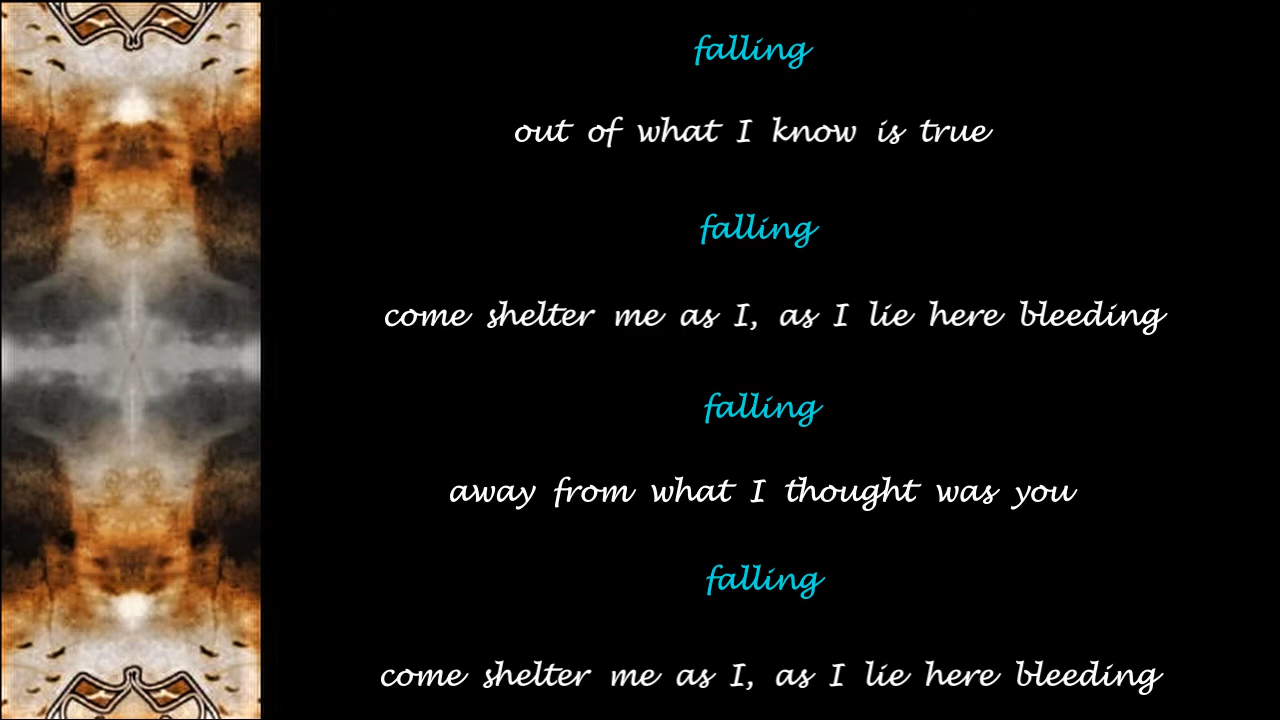 falling
out of what I know is true
falling
come shelter me as I, as I lie here bleeding
falling
away from what I thought was you
falling
come shelter me as I, as I lie here bleeding